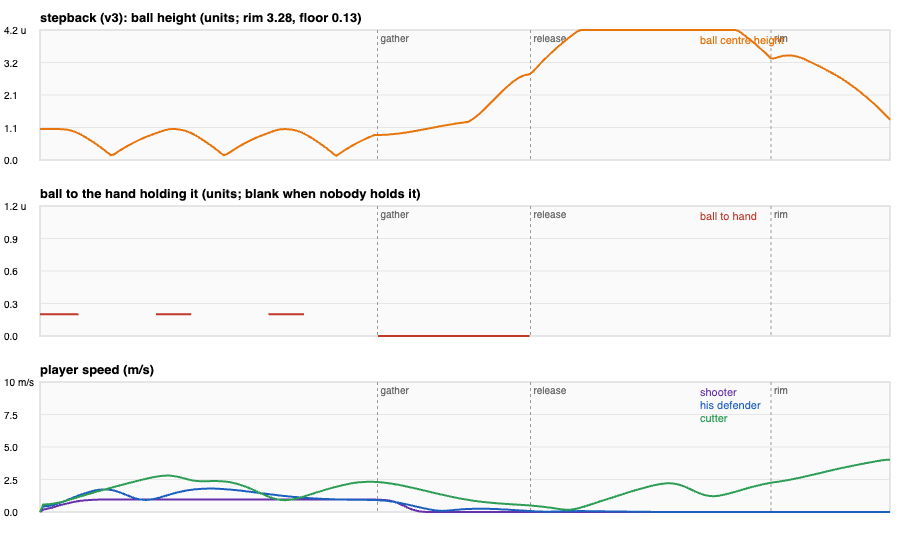 stepback (v3): ball height (units; rim 3.28, floor 0.13)
4.2 u
gather
release
rim
ball centre height
3.2
2.1
1.1
0.0
ball to the hand holding it (units; blank when nobody holds it)
1.2 u
gather
release
ball to hand
rim
0.9
0.6
0.3
0.0
player speed (m/s)
10 m/s
gather
release
rim
shooter
his defender
7.5
cutter
5.0
2.5
0.0